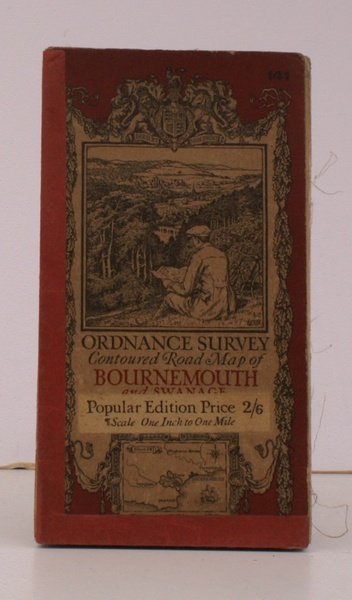 141
ORDNANCE SURVEY
Contoured Road Map of
BOURNEMOUTH
and SWANAGE
Popular Edition Price 2/6
Scale One Inch to One Mile